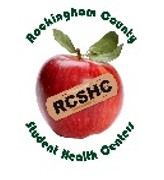 Rockingham County
RCSHC
Student Health Centers